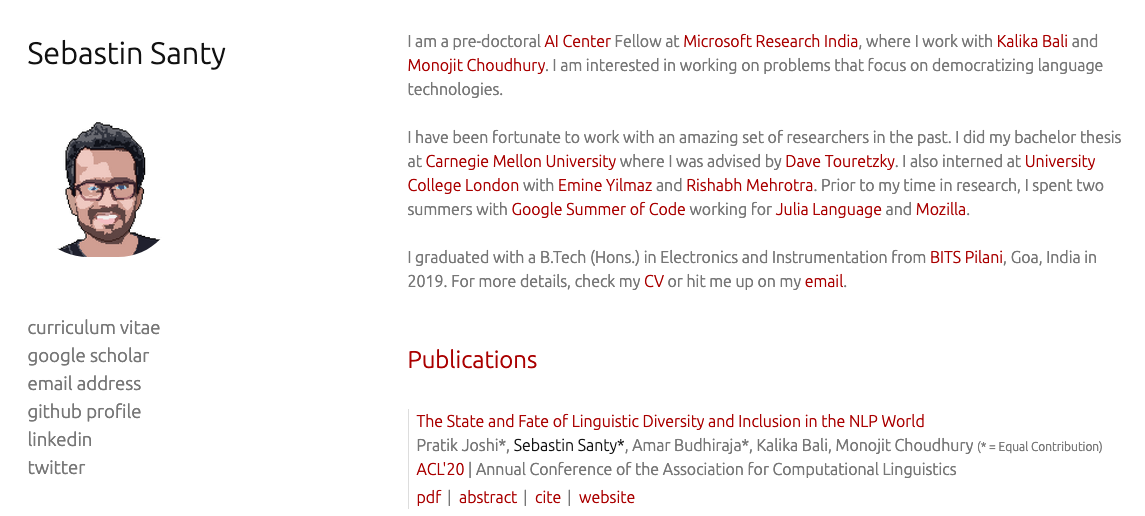 Sebastin Santy
curriculum vitae
google scholar
email address
github profile
linkedin
twitter
I am a pre-doctoral AI Center Fellow at Microsoft Research India, where I work with Kalika Bali and
Monojit Choudhury. I am interested in working on problems that focus on democratizing language
technologies.
I have been fortunate to work with an amazing set of researchers in the past. I did my bachelor thesis
at Carnegie Mellon University where I was advised by Dave Touretzky. I also interned at University
College London with Emine Yilmaz and Rishabh Mehrotra. Prior to my time in research, I spent two
summers with Google Summer of Code working for Julia Language and Mozilla.
I graduated with a B.Tech (Hons.) in Electronics and Instrumentation from BITS Pilani, Goa, India in
2019. For more details, check my CV or hit me up on my email.
Publications
The State and Fate of Linguistic Diversity and Inclusion in the NLP World
Pratik Joshi*, Sebastin Santy*, Amar Budhiraja*, Kalika Bali, Monojit Choudhury (* = Equal Contribution)
ACL'20 | Annual Conference of the Association for Computational Linguistics
pdf | abstract | cite | website